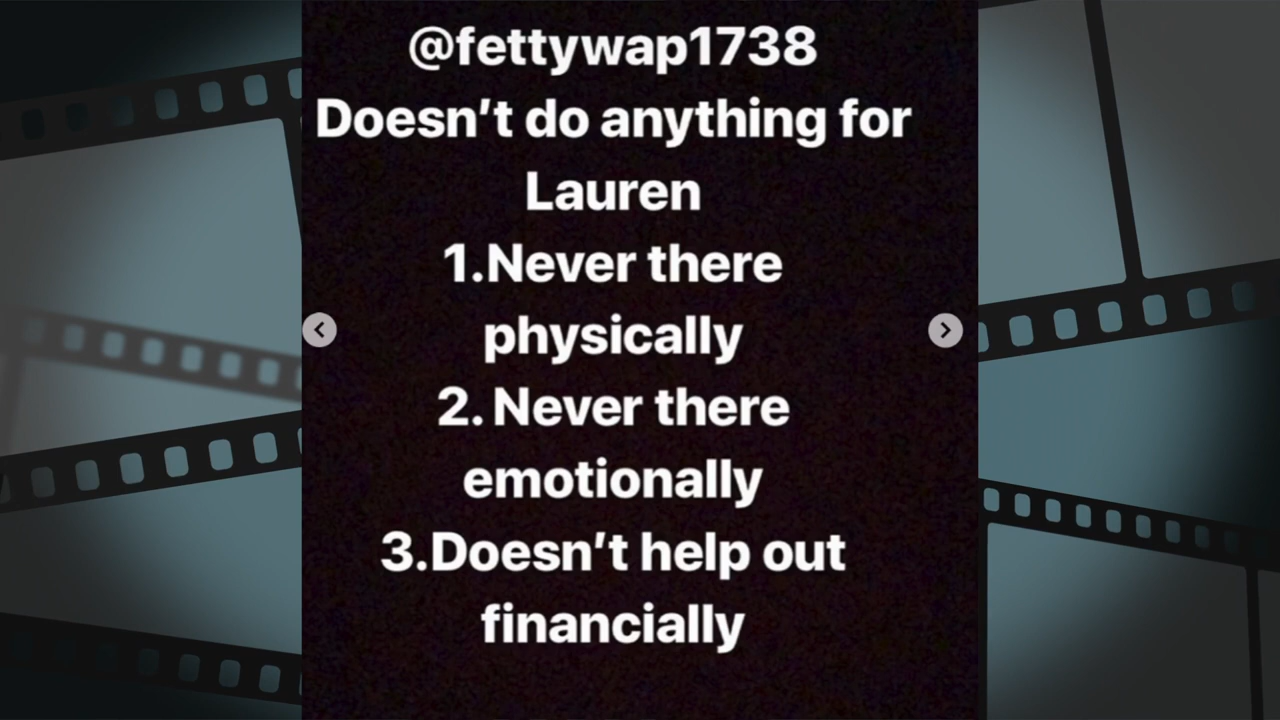 @fettywap1738
Doesn't do anything for
Lauren
1.Never there
physically
2. Never there
emotionally
3.Doesn't help out
financially